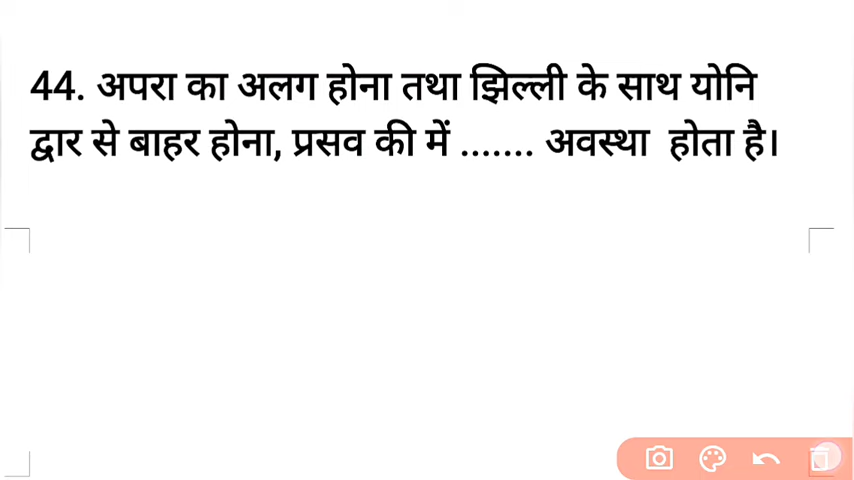 44. अपरा का अलग होना तथा झिल्ली के साथ योनि
द्वार से बाहर होना, प्रसव की में ....... अवस्था होता है।